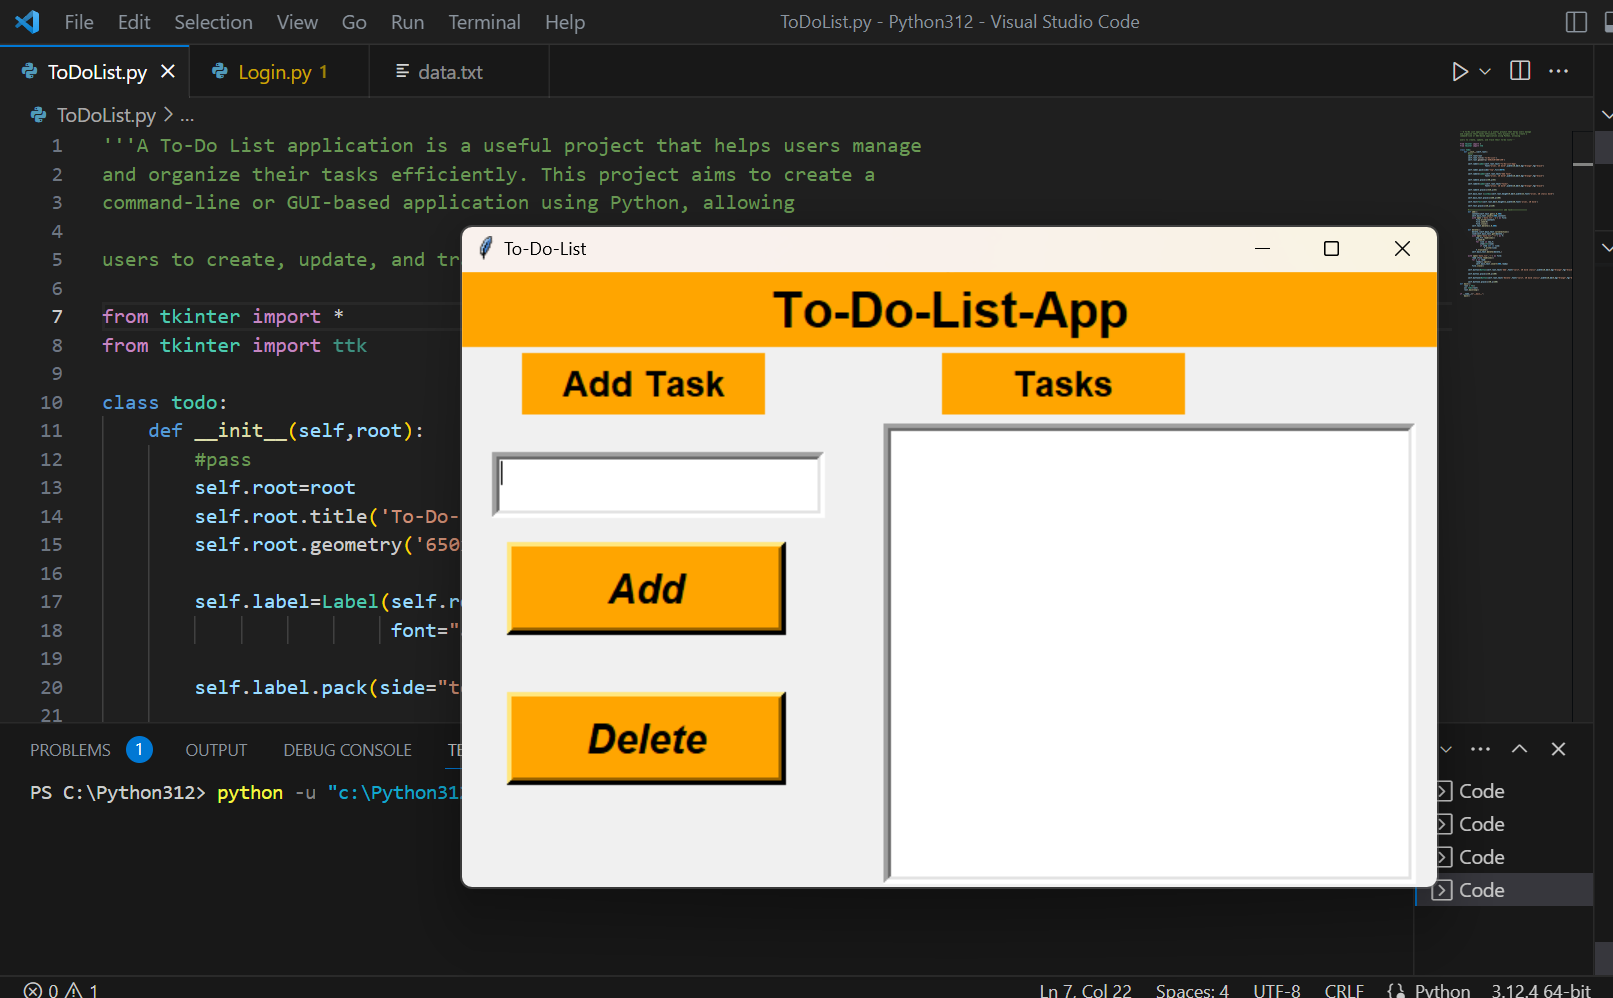 File Edit Selection View Go Run Terminal Help ToDoList.py - Python312 - Visual Studio Code
ToDoList.py Login.py 1 data.txt
ToDoList.py > ...
1 '''A To-Do List application is a useful project that helps users manage
2 and organize their tasks efficiently. This project aims to create a
3 command-line or GUI-based application using Python, allowing
4
5 users to create, update, and tr
6
7 from tkinter import *
8 from tkinter import ttk
9
10 class todo:
11 def __init__(self,root):
12 #pass
13 self.root=root
14 self.root.title('To-Do-
15 self.root.geometry('650
16
17 self.label=Label(self.r
18 font="
19
20 self.label.pack(side="t
21
To-Do-List
To-Do-List-App
Add Task Tasks
Add
Delete
PROBLEMS 1 OUTPUT DEBUG CONSOLE TE
PS C:\Python312> python -u "c:\Python31
Code
Code
Code
Code
0 1 Ln 7, Col 22 Spaces: 4 UTF-8 CRLF {} Python 3.12.4 64-bit